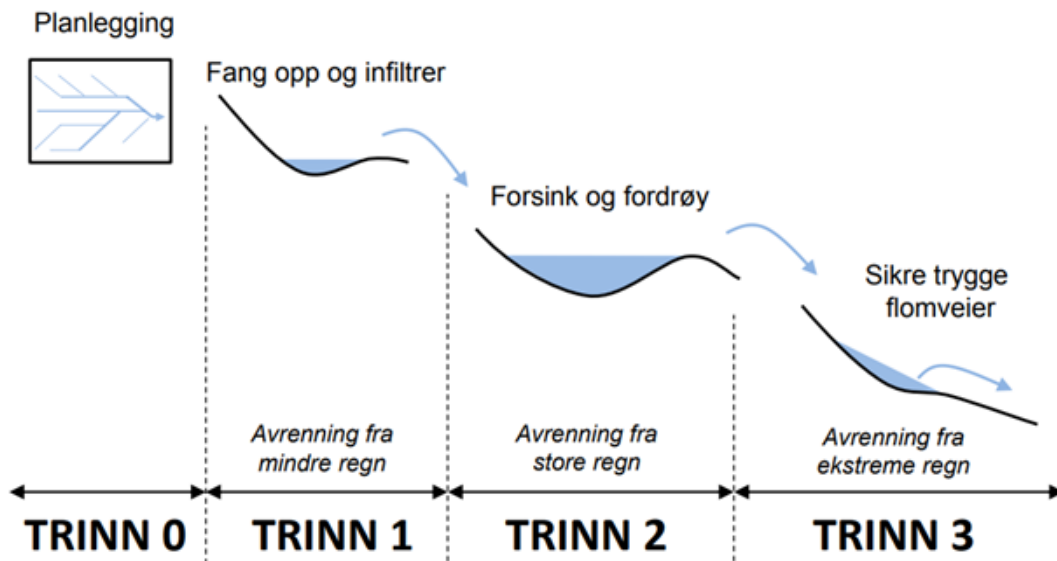 Planlegging
Fang opp og infiltrer
Forsink og fordrøy
Sikre trygge
flomveier
Avrenning fra
mindre regn
Avrenning fra
store regn
Avrenning fra
ekstreme regn
TRINN 0
TRINN 1
TRINN 2
TRINN 3